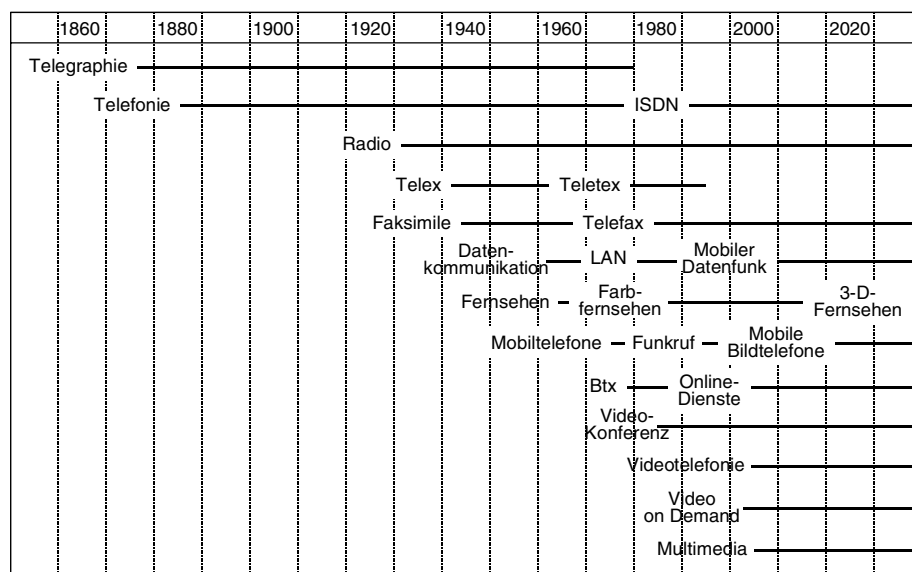 1860 1880 1900 1920 1940 1960 1980 2000 2020
Telegraphie
Telefonie ISDN
Radio
Telex Teletex
Faksimile Telefax
Daten-
kommunikation LAN Mobiler
Datenfunk
Fernsehen Farb-
fernsehen 3-D-
Fernsehen
Mobiltelefone Funkruf Mobile
Bildtelefone
Btx Online-
Dienste
Video-
Konferenz
Videotelefonie
Video
on Demand
Multimedia